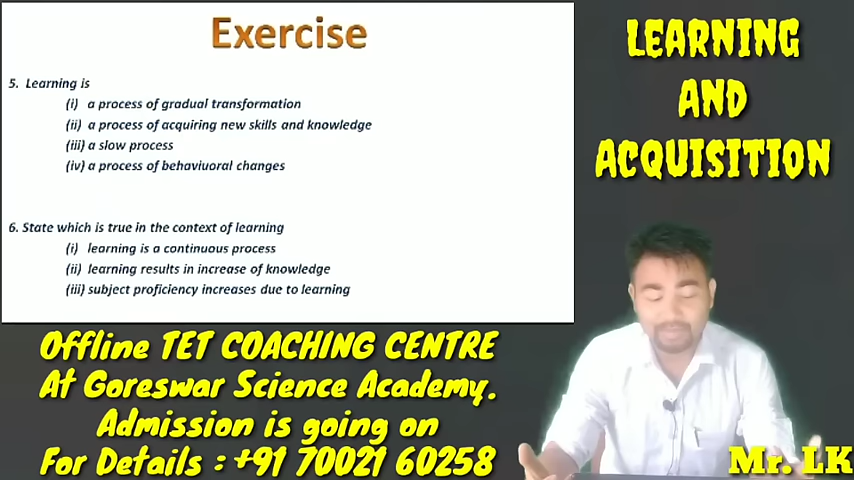 Exercise
5. Learning is
(i) a process of gradual transformation
(ii) a process of acquiring new skills and knowledge
(iii) a slow process
(iv) a process of behaviuoral changes
6. State which is true in the context of learning
(i) learning is a continuous process
(ii) learning results in increase of knowledge
(iii) subject proficiency increases due to learning
LEARNING
AND
ACQUISITION
Offline TET COACHING CENTRE
At Goreswar Science Academy.
Admission is going on
For Details : +91 70021 60258
Mr. LK